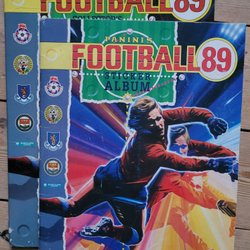 FOOTBALL 89
PANINI'S
FOOTBALL 89
STICKER
ALBUM